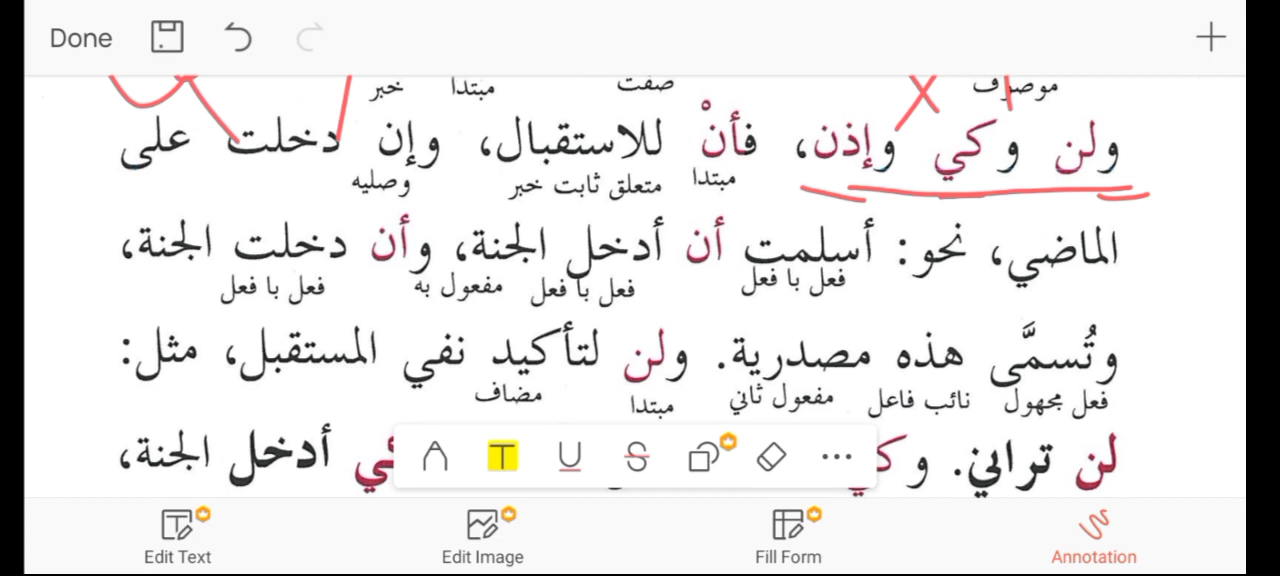 Done
موصوف صفت مبتدا خبر
ولن وكي وإذن، فأنْ للاستقبال، وإن دخلت على
مبتدا متعلق ثابت خبر وصليه
الماضي، نحو: أسلمت أن أدخل الجنة، وأن دخلت الجنة،
فعل با فعل فعل با فعل مفعول به فعل با فعل
وتُسمَّى هذه مصدرية. ولن لتأكيد نفي المستقبل، مثل:
فعل مجهول نائب فاعل مفعول ثاني مبتدا مضاف
لن تراني. أدخل الجنة،
Edit Text Edit Image Fill Form Annotation